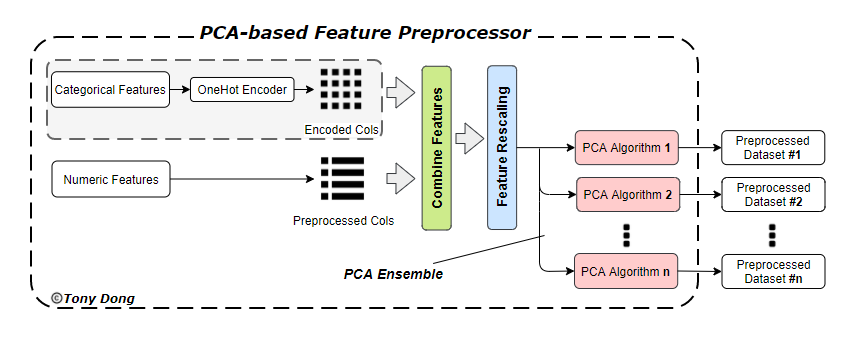 PCA-based Feature Preprocessor
Categorical Features
OneHot Encoder
Encoded Cols
Numeric Features
Preprocessed Cols
Combine Features
Feature Rescaling
PCA Algorithm 1
Preprocessed
Dataset #1
PCA Algorithm 2
Preprocessed
Dataset #2
PCA Algorithm n
Preprocessed
Dataset #n
PCA Ensemble
©Tony Dong